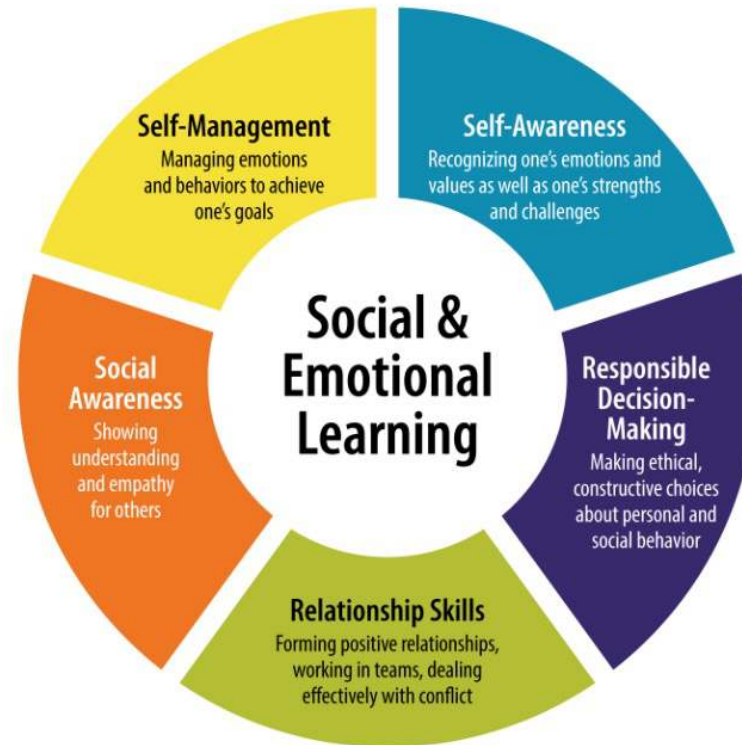 Self-Management
Managing emotions
and behaviors to achieve
one's goals
Self-Awareness
Recognizing one's emotions and
values as well as one's strengths
and challenges
Social &
Emotional
Learning
Social
Awareness
Showing
understanding
and empathy
for others
Responsible
Decision-
Making
Making ethical,
constructive choices
about personal and
social behavior
Relationship Skills
Forming positive relationships,
working in teams, dealing
effectively with conflict